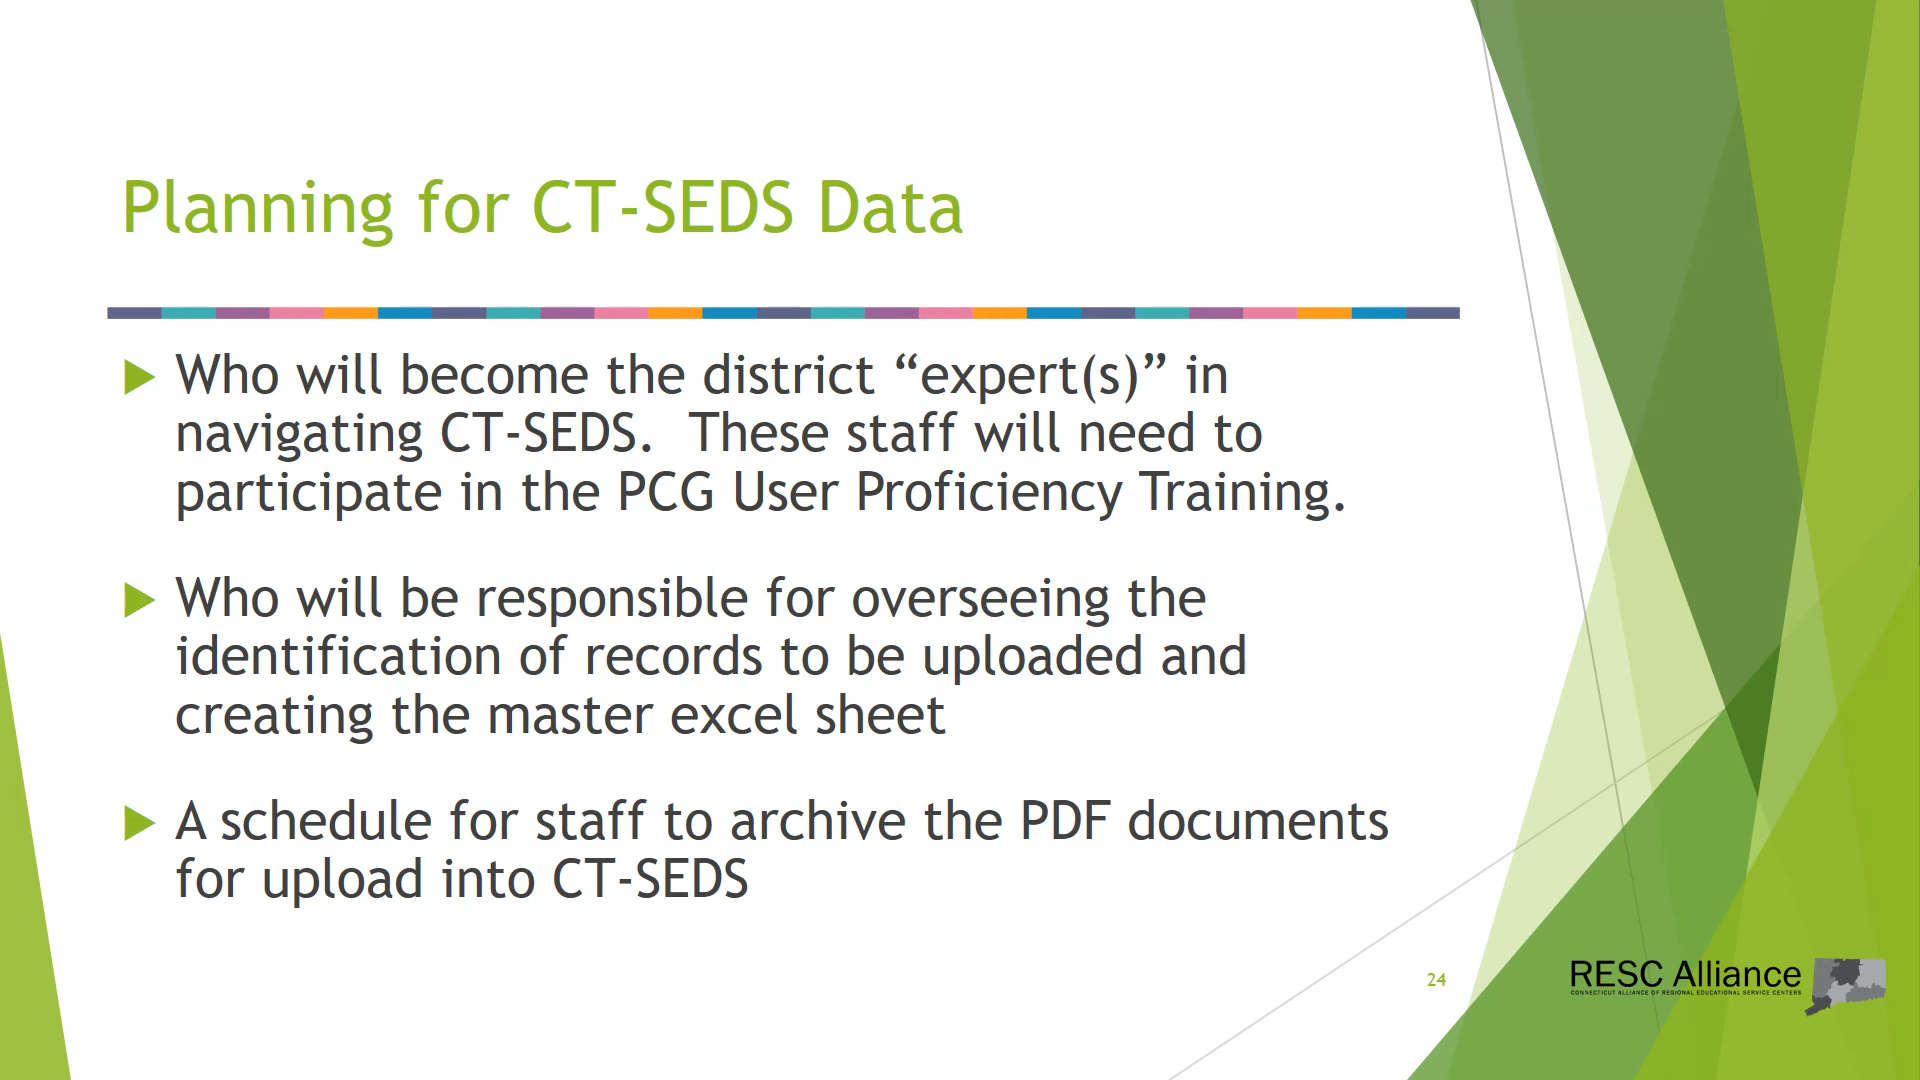 Planning for CT-SEDS Data
Who will become the district “expert(s)” in
navigating CT-SEDS.  These staff will need to
participate in the PCG User Proficiency Training.
Who will be responsible for overseeing the
identification of records to be uploaded and
creating the master excel sheet
A schedule for staff to archive the PDF documents
for upload into CT-SEDS
24
RESC Alliance
CONNECTICUT ALLIANCE OF REGIONAL EDUCATIONAL SERVICE CENTERS